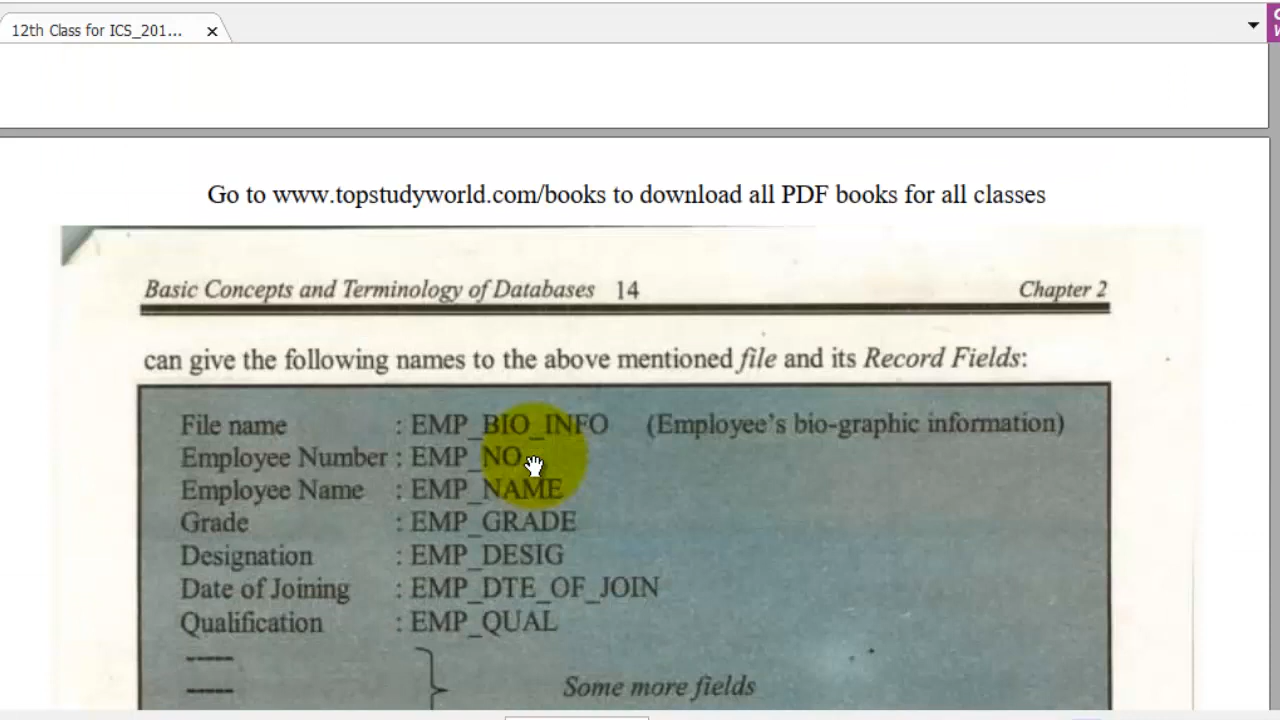 12th Class for ICS_201...
Go to www.topstudyworld.com/books to download all PDF books for all classes
Basic Concepts and Terminology of Databases 14 Chapter 2
can give the following names to the above mentioned file and its Record Fields:
File name : EMP_BIO_INFO (Employee's bio-graphic information)
Employee Number : EMP_NO
Employee Name : EMP_NAME
Grade : EMP_GRADE
Designation : EMP_DESIG
Date of Joining : EMP_DTE_OF_JOIN
Qualification : EMP_QUAL
-----
----- Some more fields